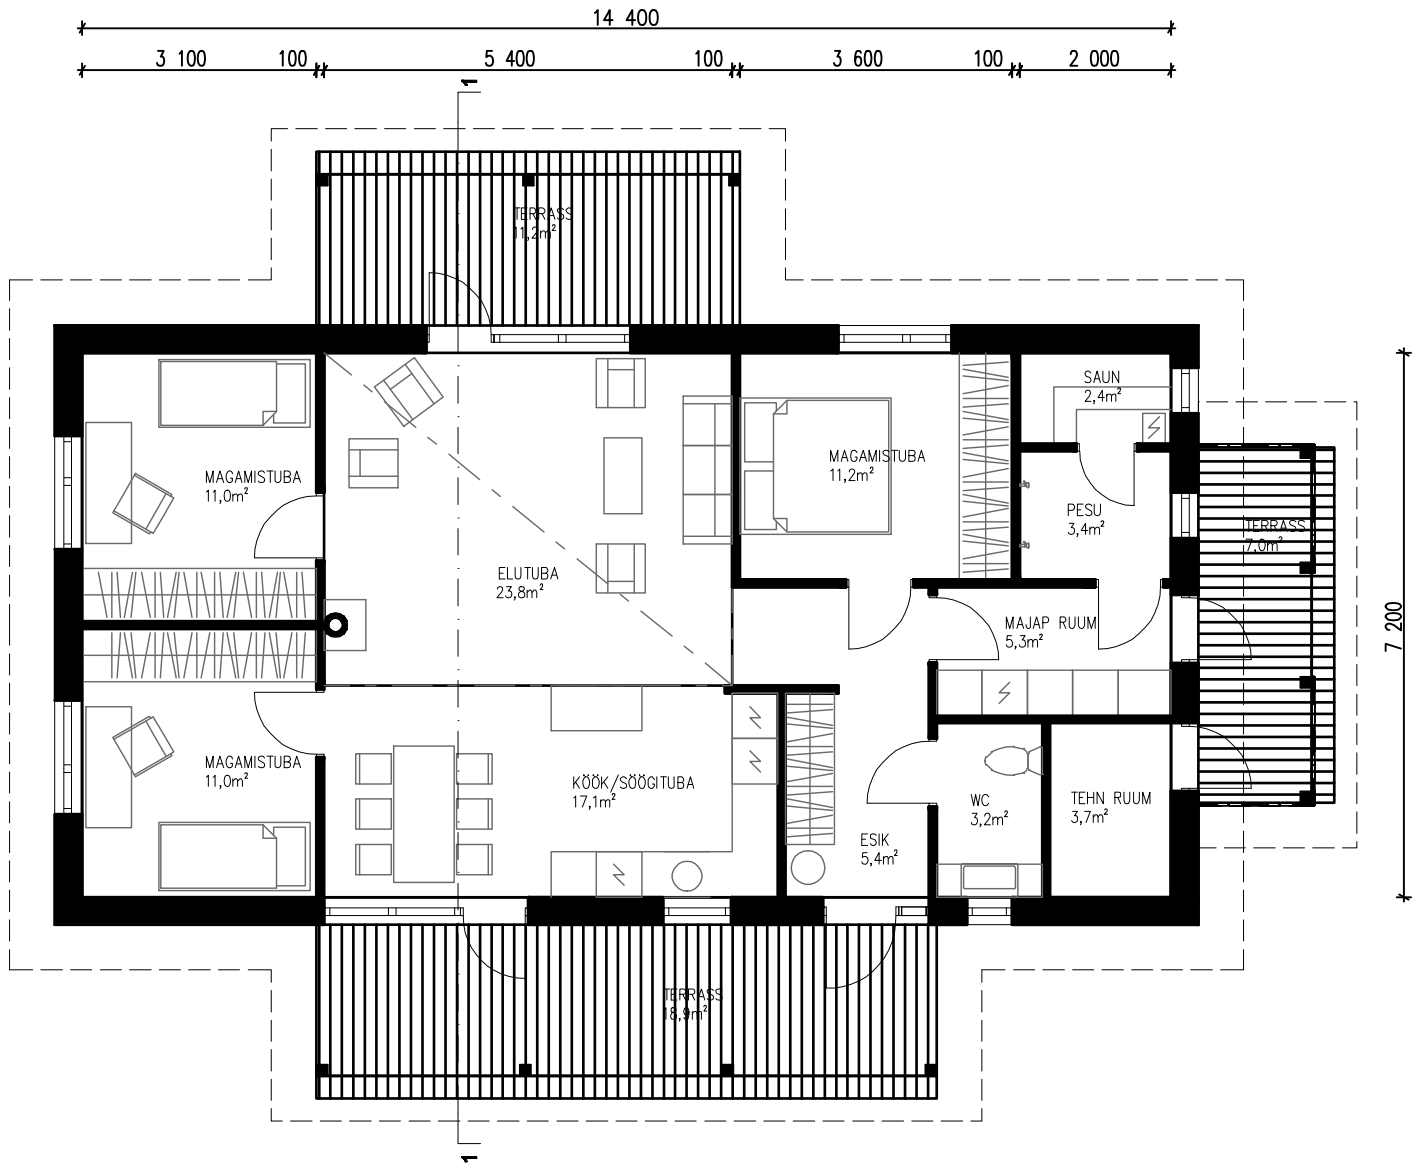 14 400
3 100 100 5 400 100 3 600 100 2 000
1
TERRASS
11,2m²
SAUN
2,4m²
MAGAMISTUBA
11,0m²
MAGAMISTUBA
11,2m²
PESU
3,4m²
TERRASS
7,0m²
ELUTUBA
23,8m²
MAJAP RUUM
5,3m²
7 200
MAGAMISTUBA
11,0m²
KÖÖK/SÖÖGITUBA
17,1m²
WC
3,2m²
TEHN RUUM
3,7m²
ESIK
5,4m²
TERRASS
18,9m²
1